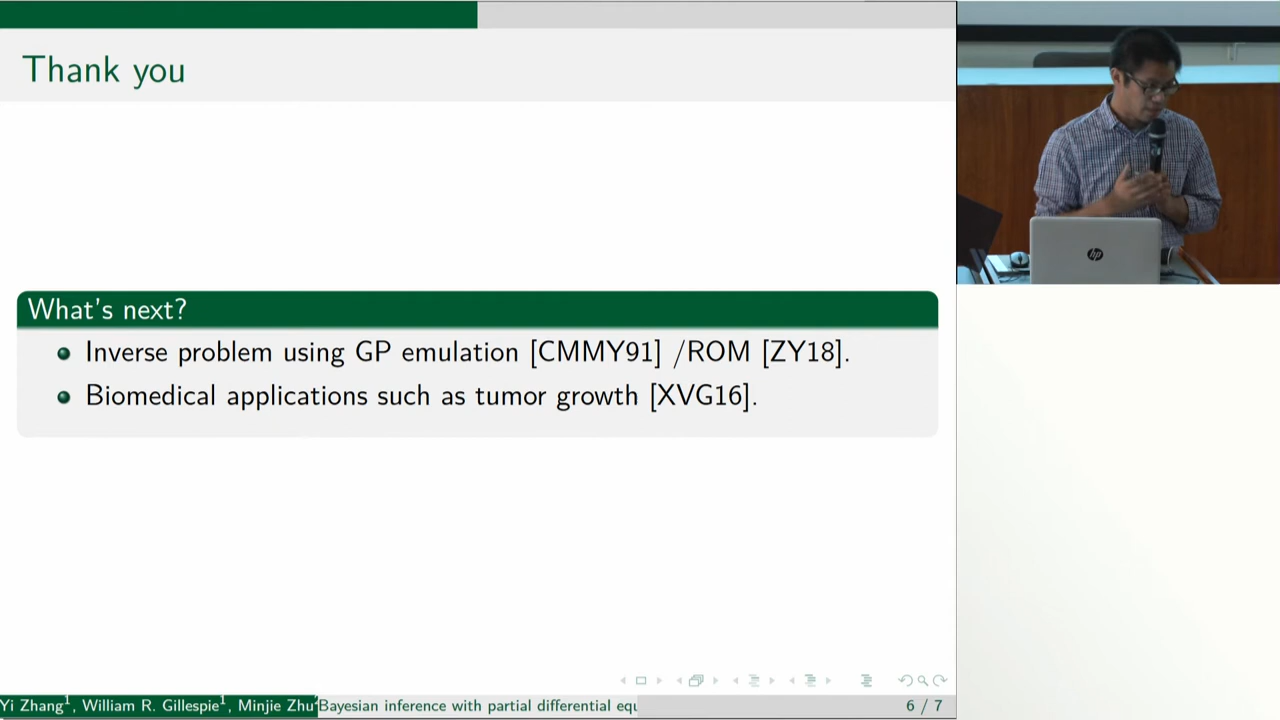 Thank you
What's next?
Inverse problem using GP emulation [CMMY91] /ROM [ZY18].
Biomedical applications such as tumor growth [XVG16].
hp
Yi Zhang¹, William R. Gillespie¹, Minjie Zhu Bayesian inference with partial differential equ 6 / 7